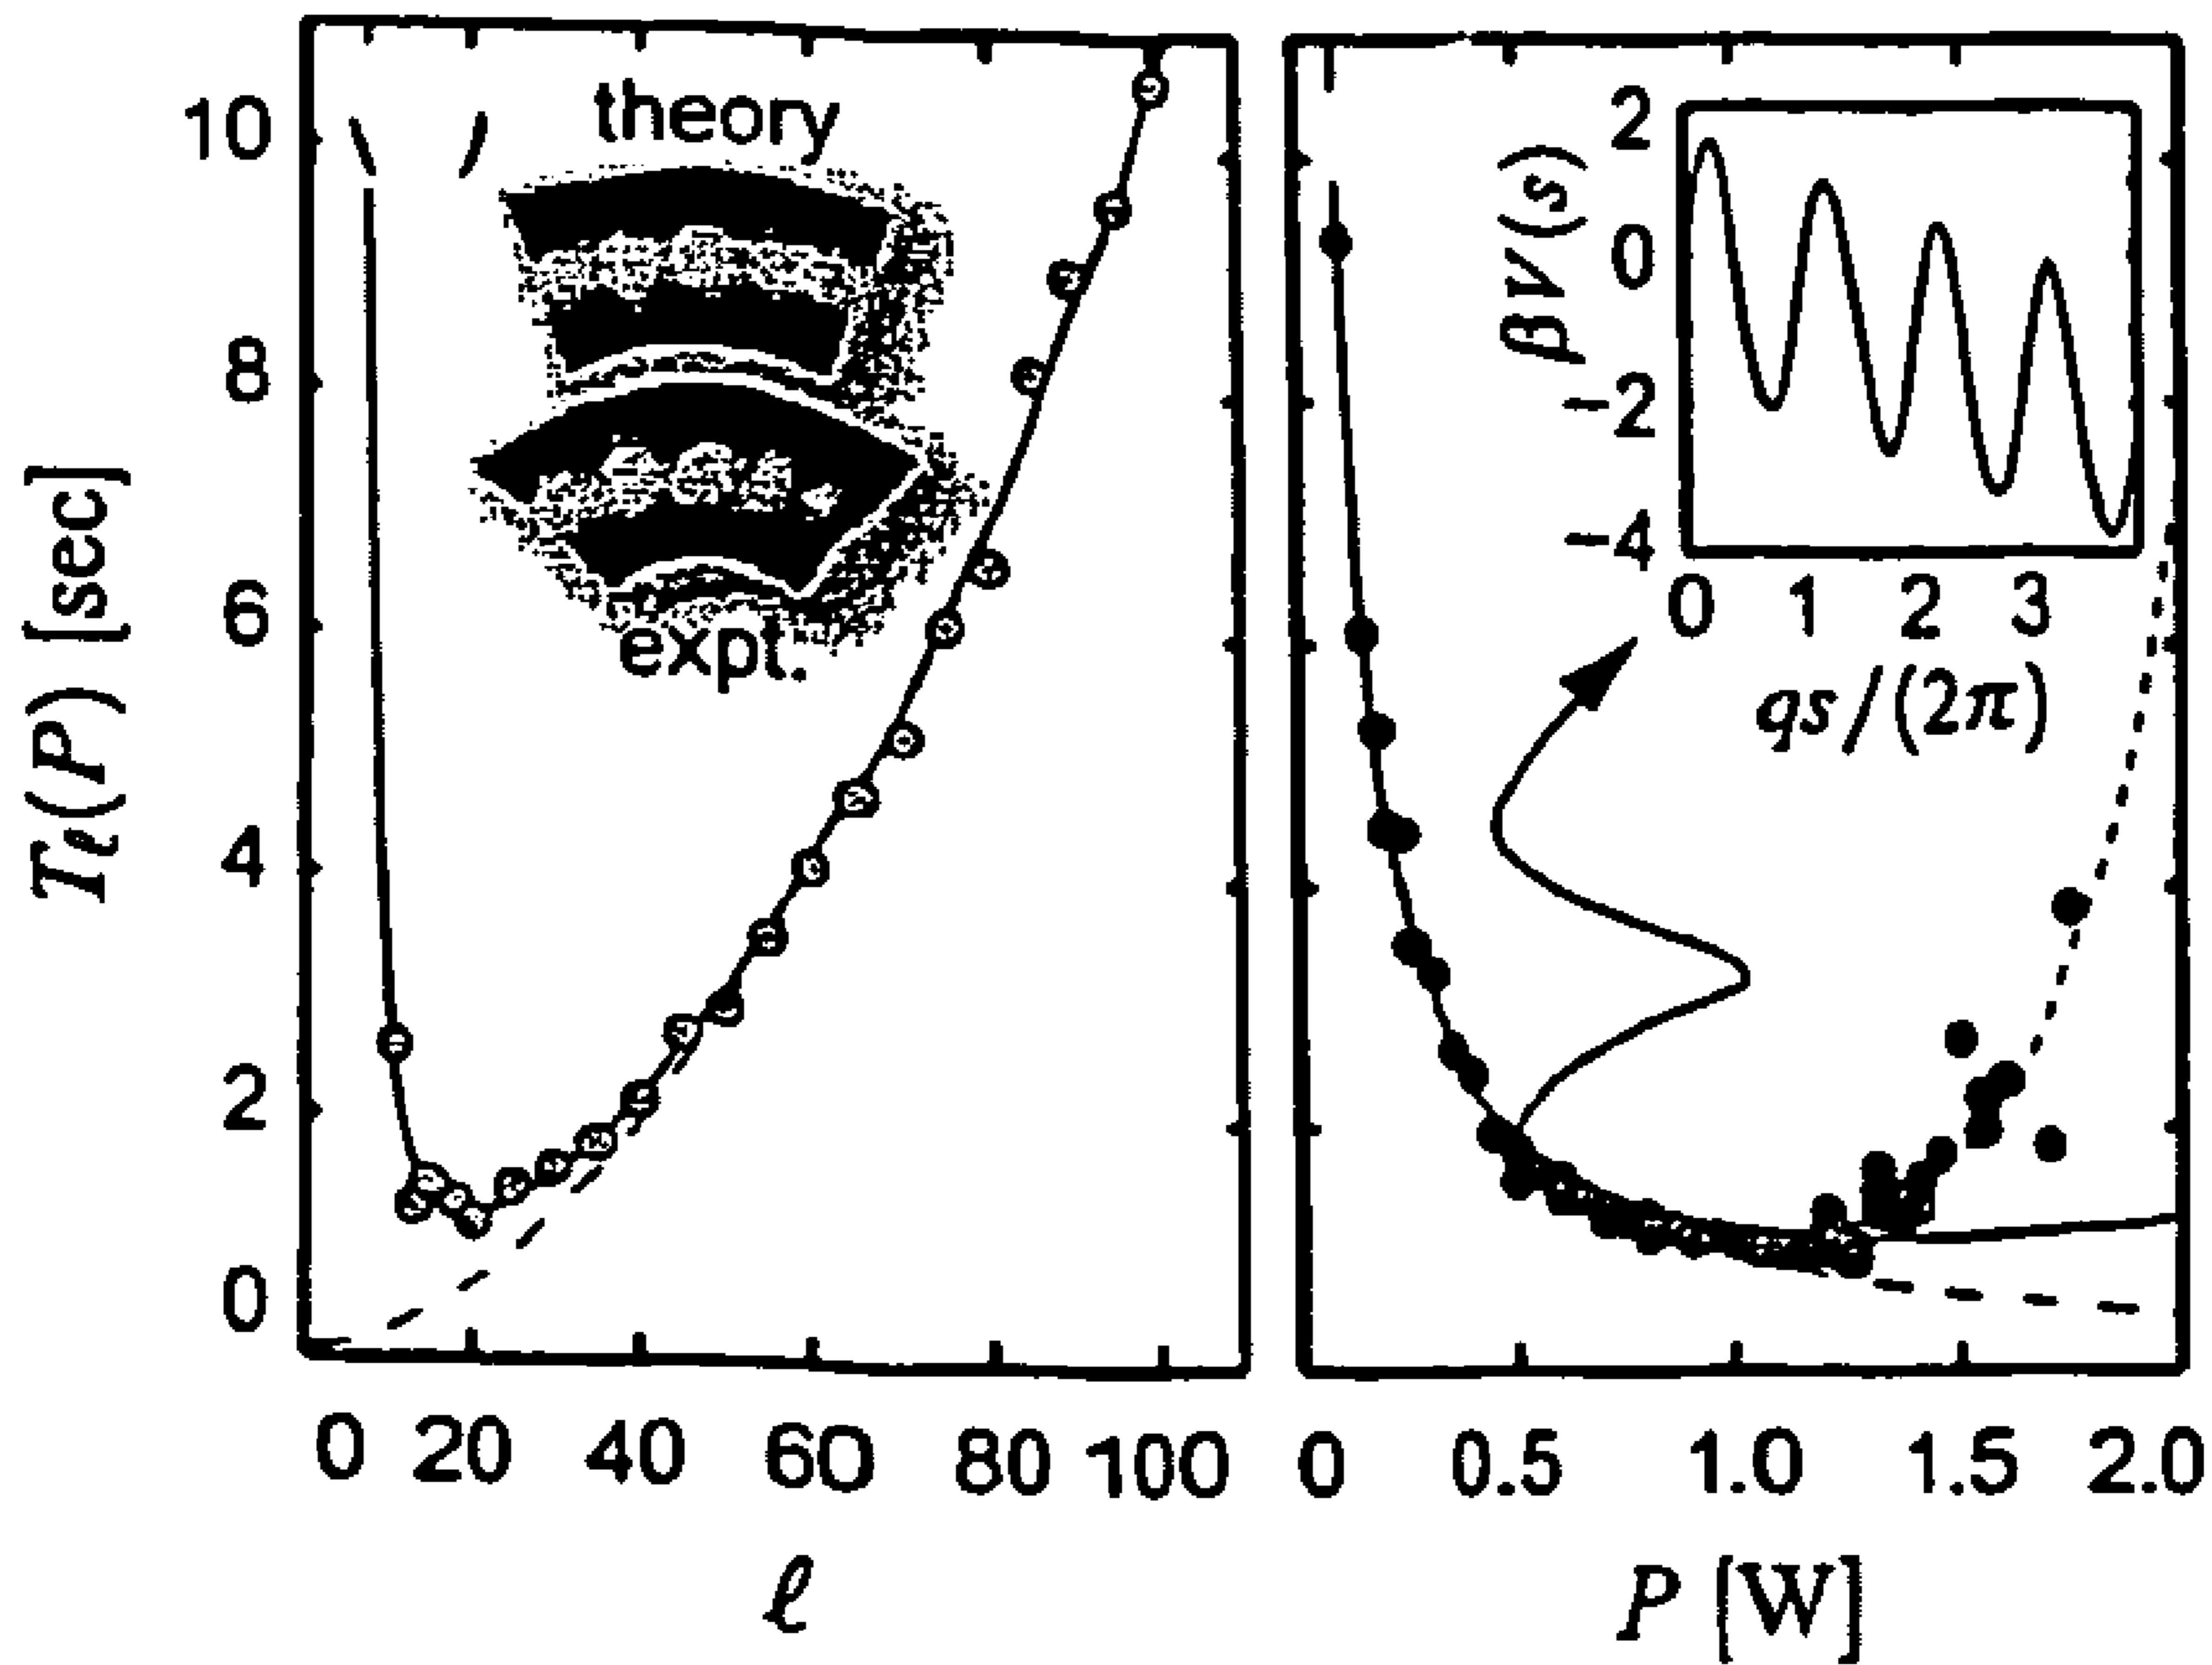 T_ℓ(P) [sec]
10
8
6
4
2
0
theory
expt.
0 20 40 60 80 100
ℓ
βv(s)
2
0
-2
-4
0 1 2 3
qs/(2π)
0 0.5 1.0 1.5 2.0
P [W]